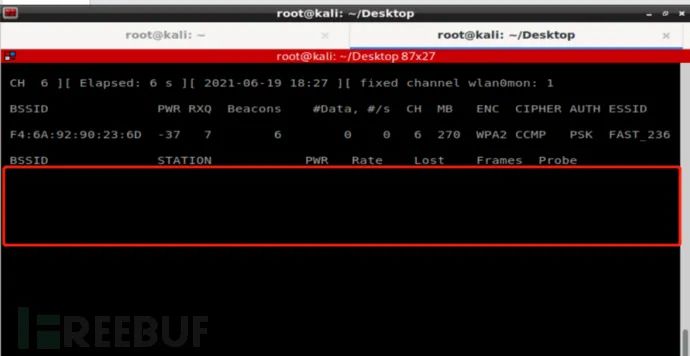 root@kali: ~/Desktop
root@kali: ~
root@kali: ~/Desktop
root@kali: ~/Desktop 87x27
CH  6 ][ Elapsed: 6 s ][ 2021-06-19 18:27 ][ fixed channel wlan0mon: 1
BSSID PWR RXQ Beacons #Data, #/s CH MB ENC CIPHER AUTH ESSID
F4:6A:92:90:23:6D -37 7 6 0 0 6 270 WPA2 CCMP PSK FAST_236
BSSID STATION PWR Rate Lost Frames Probe
FREEBUF